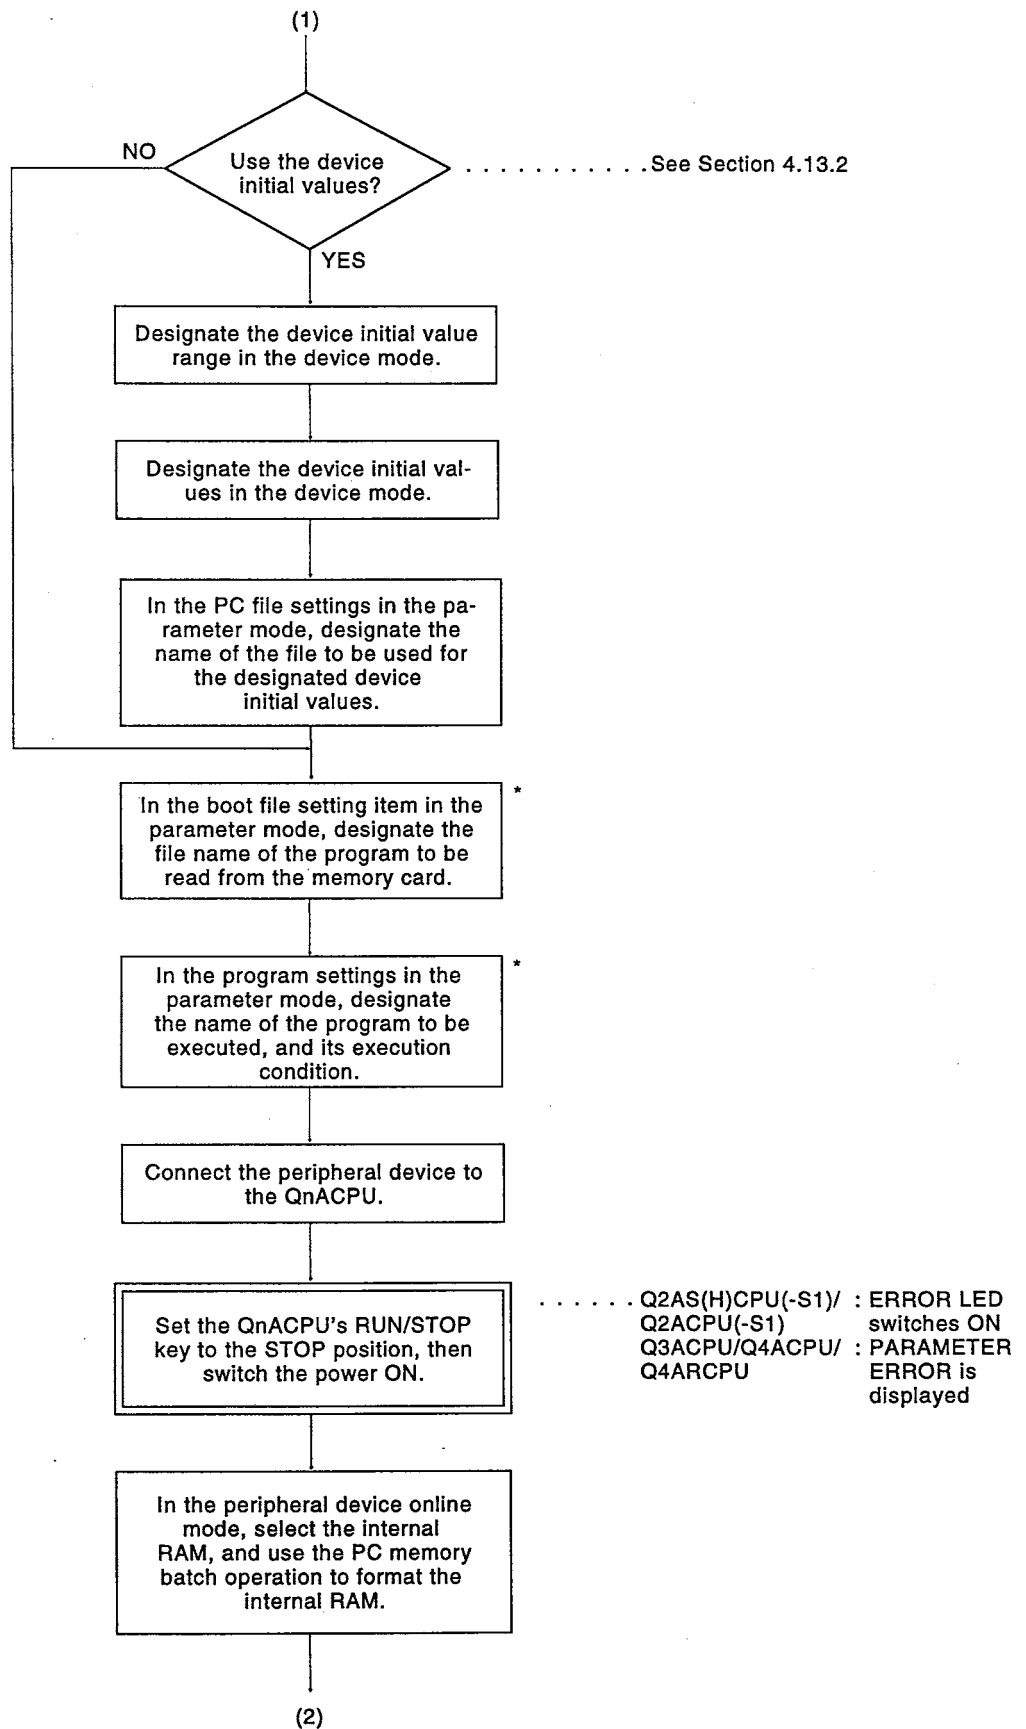 (1)
NO
Use the device
initial values?
. . . . . . . . . . . See Section 4.13.2
YES
Designate the device initial value
range in the device mode.
Designate the device initial val-
ues in the device mode.
In the PC file settings in the pa-
rameter mode, designate the
name of the file to be used for
the designated device
initial values.
In the boot file setting item in the
parameter mode, designate the
file name of the program to be
read from the memory card.
*
In the program settings in the
parameter mode, designate
the name of the program to be
executed, and its execution
condition.
*
Connect the peripheral device to
the QnACPU.
Set the QnACPU's RUN/STOP
key to the STOP position, then
switch the power ON.
. . . . . . Q2AS(H)CPU(-S1)/ : ERROR LED
Q2ACPU(-S1) switches ON
Q3ACPU/Q4ACPU/ : PARAMETER
Q4ARCPU ERROR is
displayed
In the peripheral device online
mode, select the internal
RAM, and use the PC memory
batch operation to format the
internal RAM.
(2)